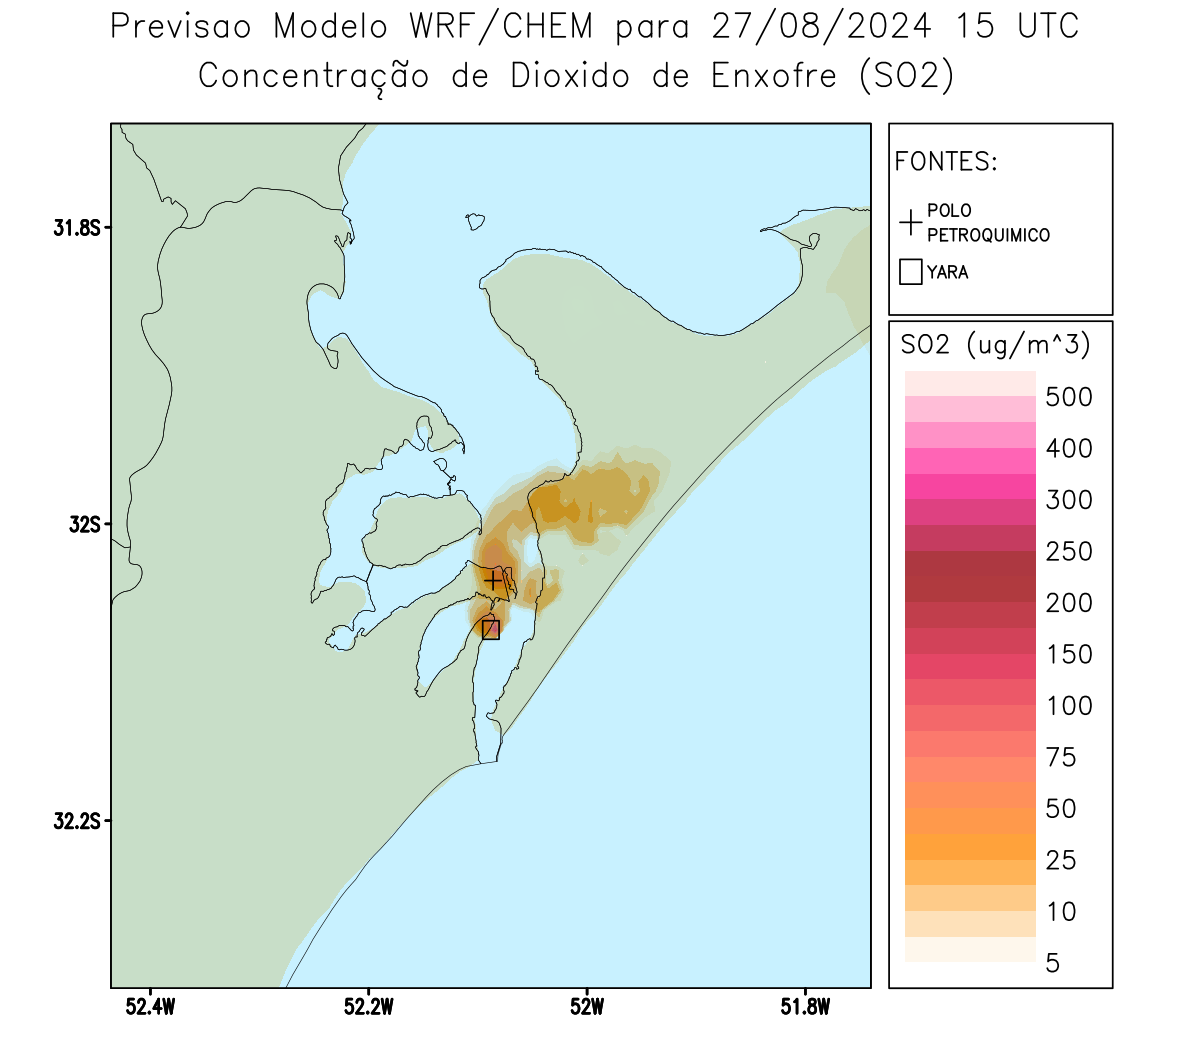 Previsao Modelo WRF/CHEM para 27/08/2024 15 UTC
Concentração de Dioxido de Enxofre (SO2)
FONTES:
POLO
PETROQUIMICO
YARA
31.8S
32S
32.2S
52.4W
52.2W
52W
51.8W
SO2 (ug/m^3)
500
400
300
250
200
150
100
75
50
25
10
5